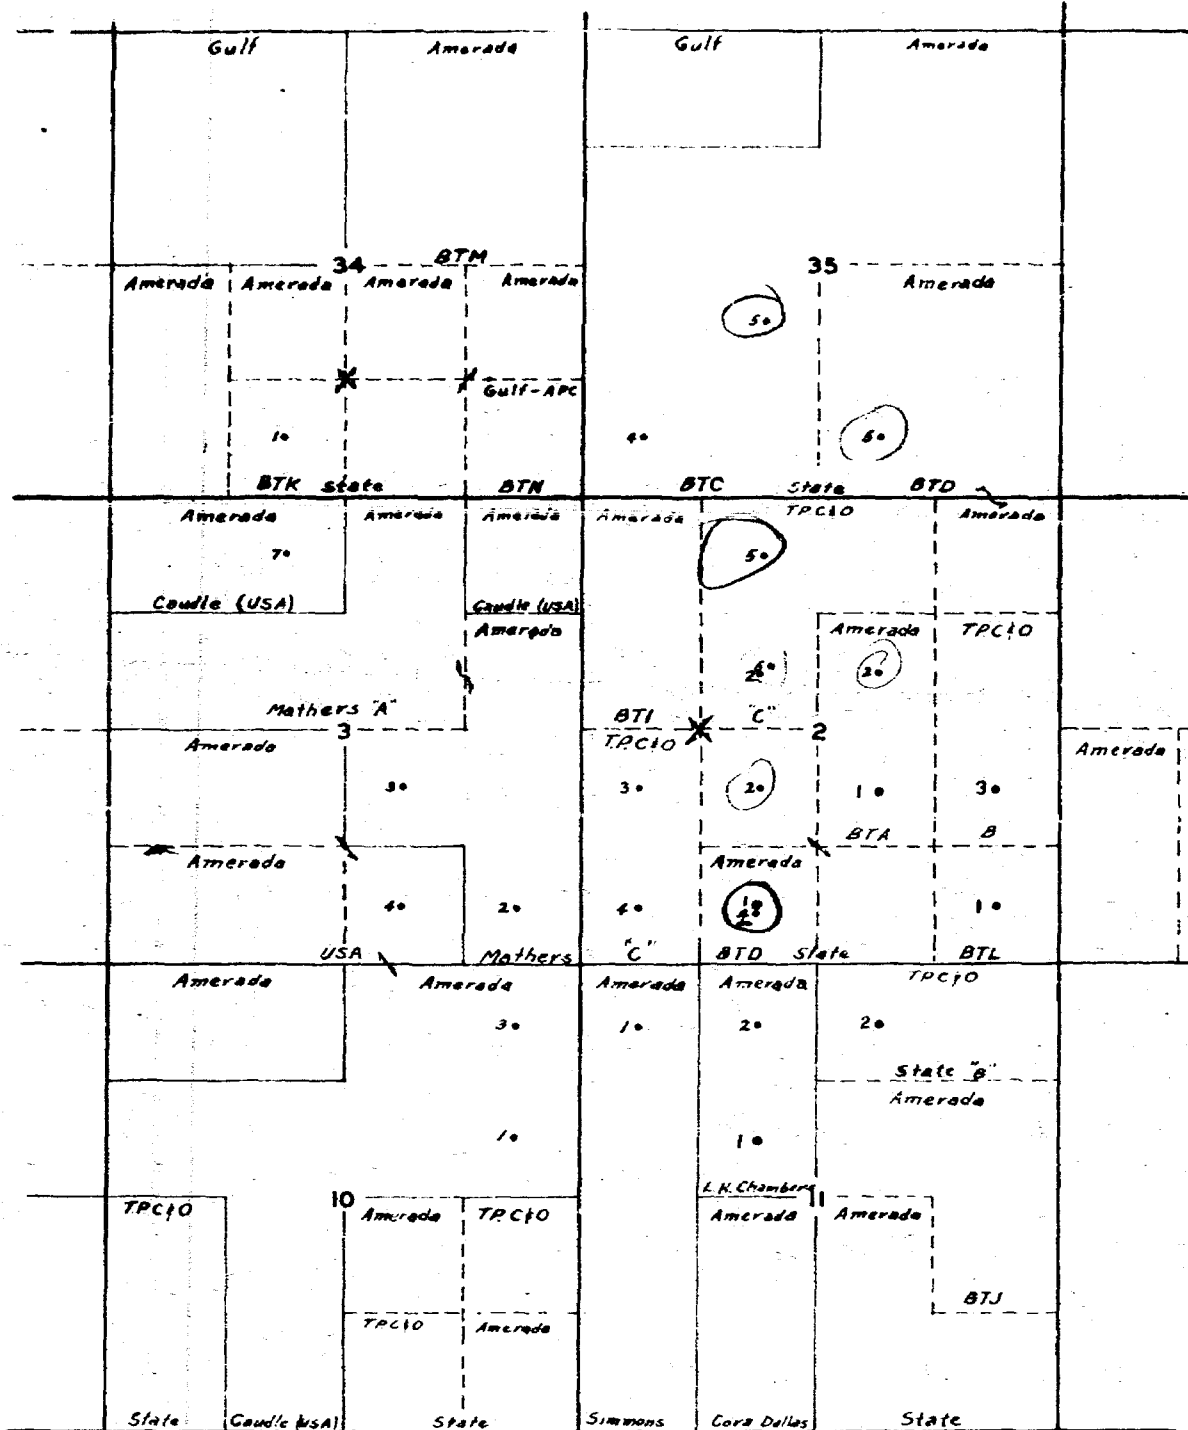 Gulf Amerada Gulf Amerada
34 BTM 35
Amerada Amerada Amerada Amerada Amerada
5
Gulf-APC
1 4 5
BTK State BTN BTC State BTD
Amerada Amerada Amerada Amerada TPC&O Amerada
7 5
Caudle (USA) Caudle (USA)
Amerada Amerada TPC&O
2
Mathers "A" BTI "C"
3 2
Amerada TPC&O Amerada
3 3 2 1 3
BTA B
Amerada Amerada
4 2 4 1
USA Mathers "C" BTD State BTL
Amerada Amerada Amerada Amerada TPC&O
3 1 2 2
State "B"
Amerada
1 1
L.H. Chambers
10 11
TPC&O Amerada TPC&O Amerada Amerada
BTJ
TPC&O Amerada
State Caudle (USA) State Simmons Cora Dallas State